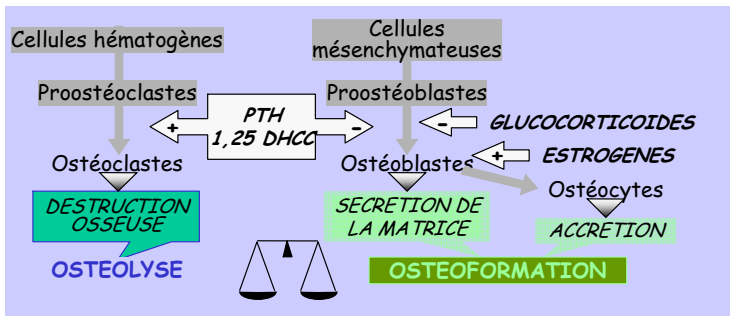 Cellules hématogènes
Cellules
mésenchymateuses
Proostéoclastes
Proostéoblastes
PTH
1,25 DHCC
+
-
- GLUCOCORTICOIDES
+ ESTROGENES
Ostéoclastes
Ostéoblastes
Ostéocytes
DESTRUCTION
OSSEUSE
SECRETION DE
LA MATRICE
ACCRETION
OSTEOLYSE
OSTEOFORMATION